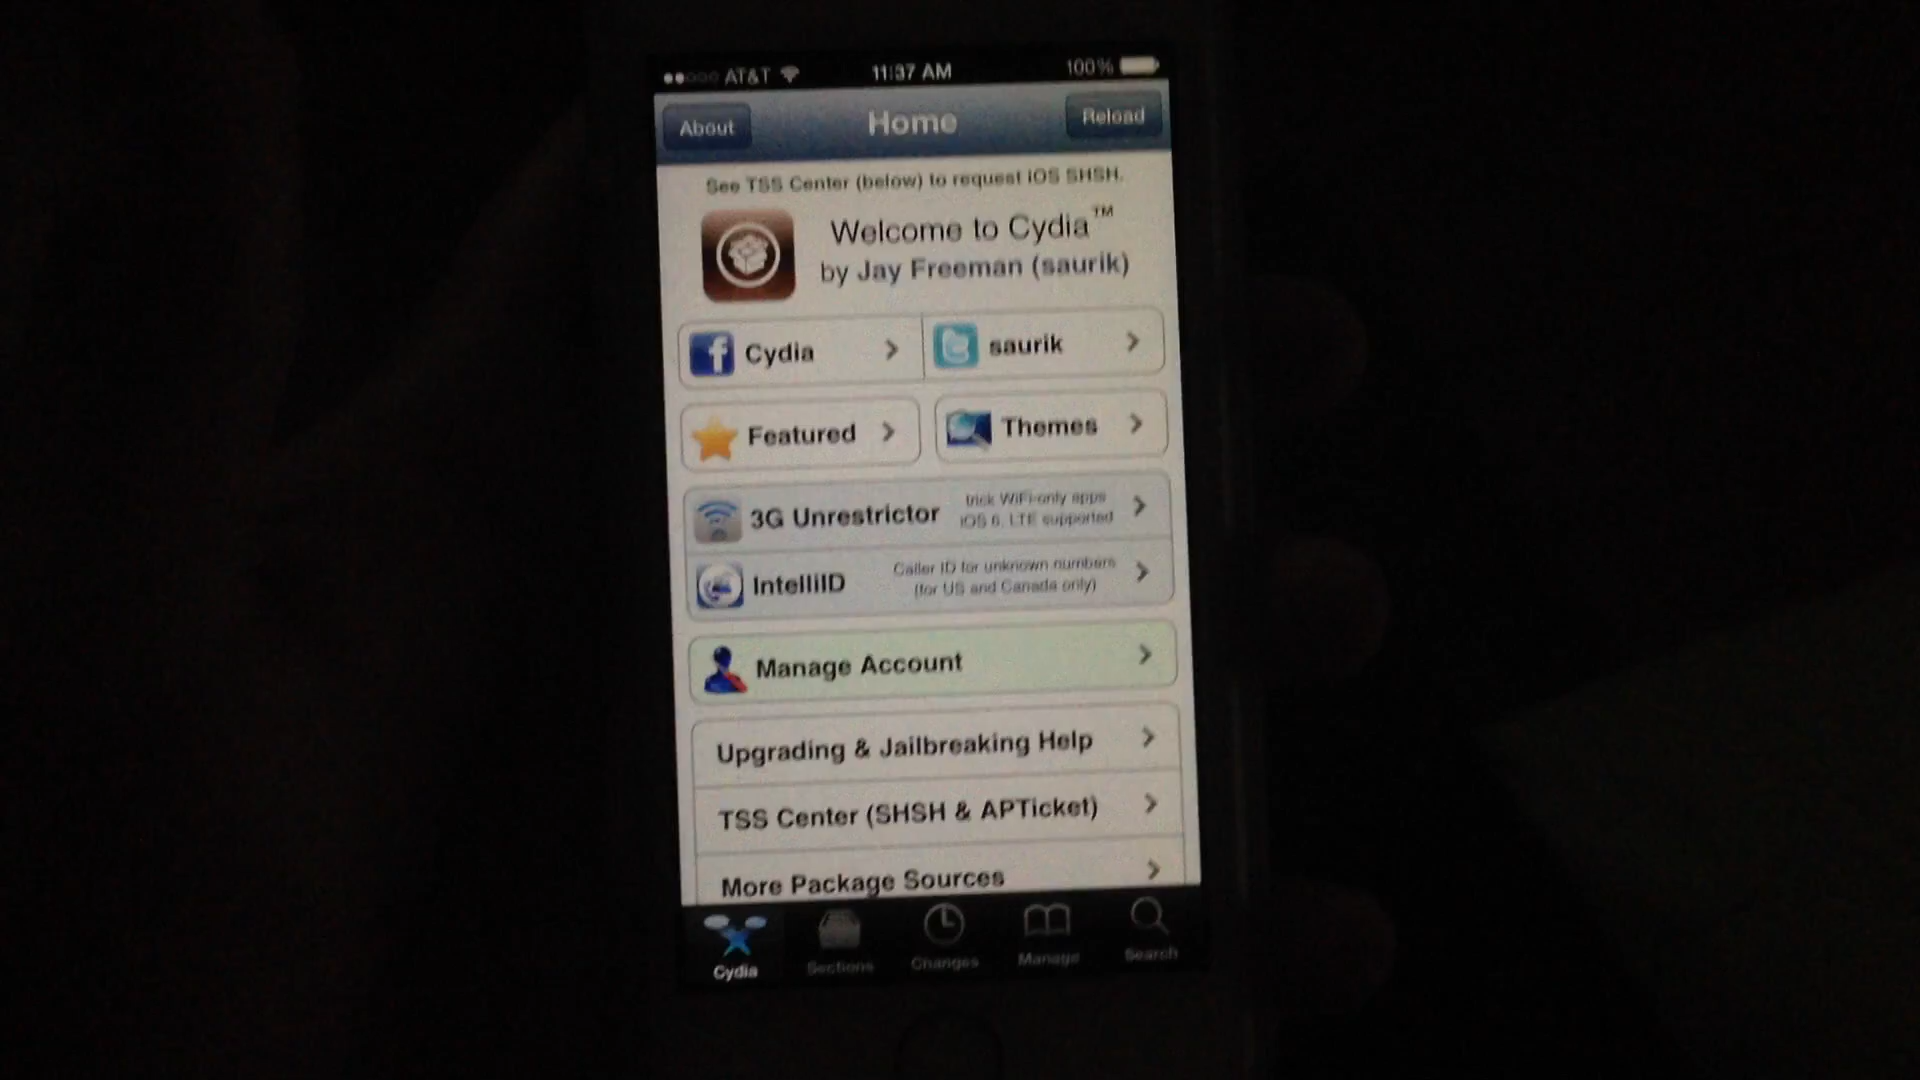 AT&T 11:37 AM 100%
About Home Reload
See TSS Center (below) to request iOS SHSH.
Welcome to Cydia™
by Jay Freeman (saurik)
Cydia
saurik
Featured
Themes
3G Unrestrictor
trick WiFi-only apps
iOS 6, LTE supported
IntelliID
Caller ID for unknown numbers
(for US and Canada only)
Manage Account
Upgrading & Jailbreaking Help
TSS Center (SHSH & APTicket)
More Package Sources
Cydia Sections Changes Manage Search